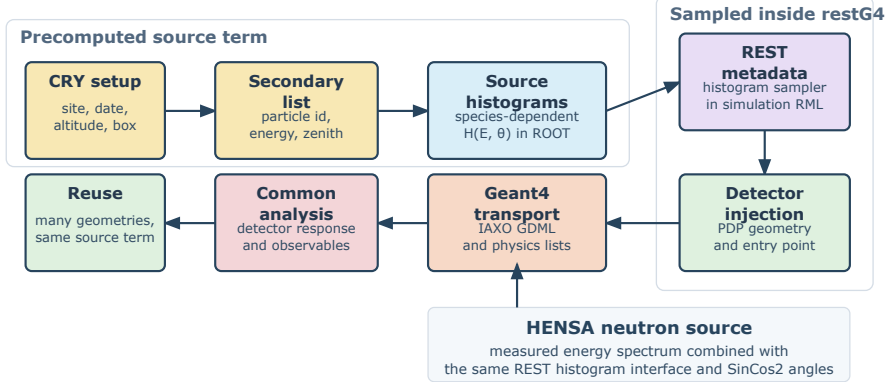 Precomputed source term
Sampled inside restG4
CRY setup
site, date,
altitude, box
Secondary
list
particle id,
energy, zenith
Source
histograms
species-dependent
H(E, θ) in ROOT
REST
metadata
histogram sampler
in simulation RML
Reuse
many geometries,
same source term
Common
analysis
detector response
and observables
Geant4
transport
IAXO GDML
and physics lists
Detector
injection
PDP geometry
and entry point
HENSA neutron source
measured energy spectrum combined with
the same REST histogram interface and SinCos2 angles